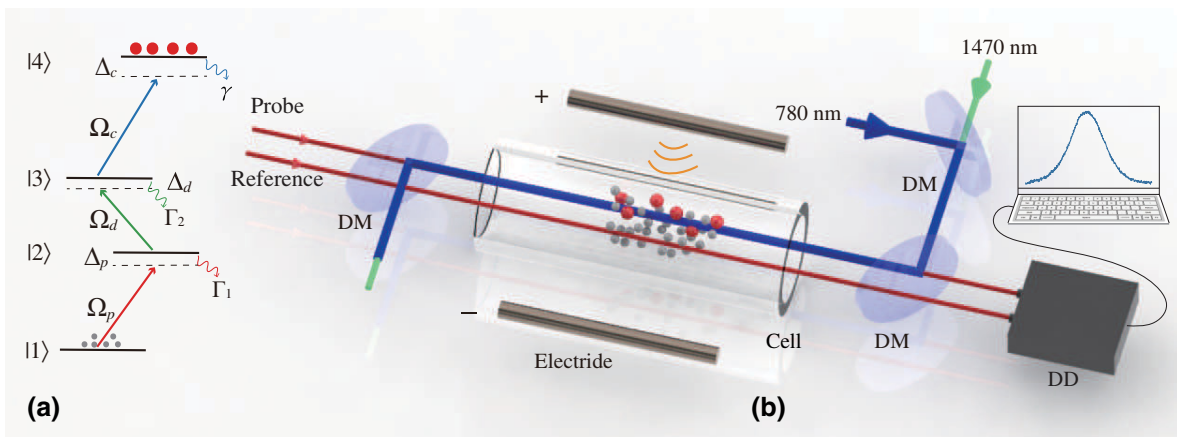 |4⟩
Δc
γ
Ωc
|3⟩
Δd
Γ2
Ωd
|2⟩
Δp
Γ1
Ωp
|1⟩
(a)
Probe
Reference
DM
+
−
Electride
Cell
780 nm
1470 nm
DM
DM
DD
(b)